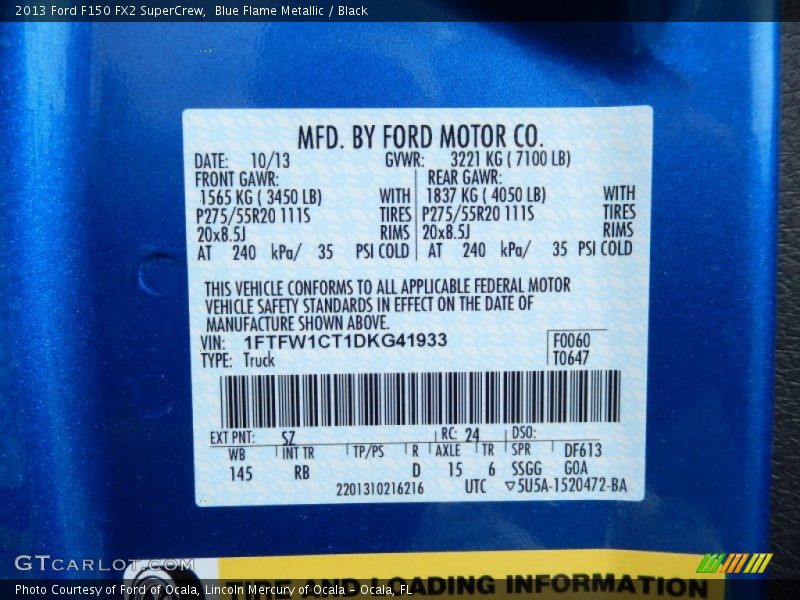 2013 Ford F150 FX2 SuperCrew, Blue Flame Metallic / Black
MFD. BY FORD MOTOR CO.
DATE: 10/13 GVWR: 3221 KG ( 7100 LB)
FRONT GAWR: REAR GAWR:
1565 KG ( 3450 LB) WITH 1837 KG ( 4050 LB) WITH
P275/55R20 111S TIRES P275/55R20 111S TIRES
20x8.5J RIMS 20x8.5J RIMS
AT 240 kPa/ 35 PSI COLD AT 240 kPa/ 35 PSI COLD
THIS VEHICLE CONFORMS TO ALL APPLICABLE FEDERAL MOTOR
VEHICLE SAFETY STANDARDS IN EFFECT ON THE DATE OF
MANUFACTURE SHOWN ABOVE.
VIN: 1FTFW1CT1DKG41933 F0060
TYPE: Truck T0647
EXT PNT: SZ RC: 24 DSO:
WB INT TR TP/PS R AXLE TR SPR DF613
145 RB D 15 6 SSGG G0A
2201310216216 UTC ▽5U5A-1520472-BA
GTCARLOT.COM
TIRE AND LOADING INFORMATION
Photo Courtesy of Ford of Ocala, Lincoln Mercury of Ocala - Ocala, FL